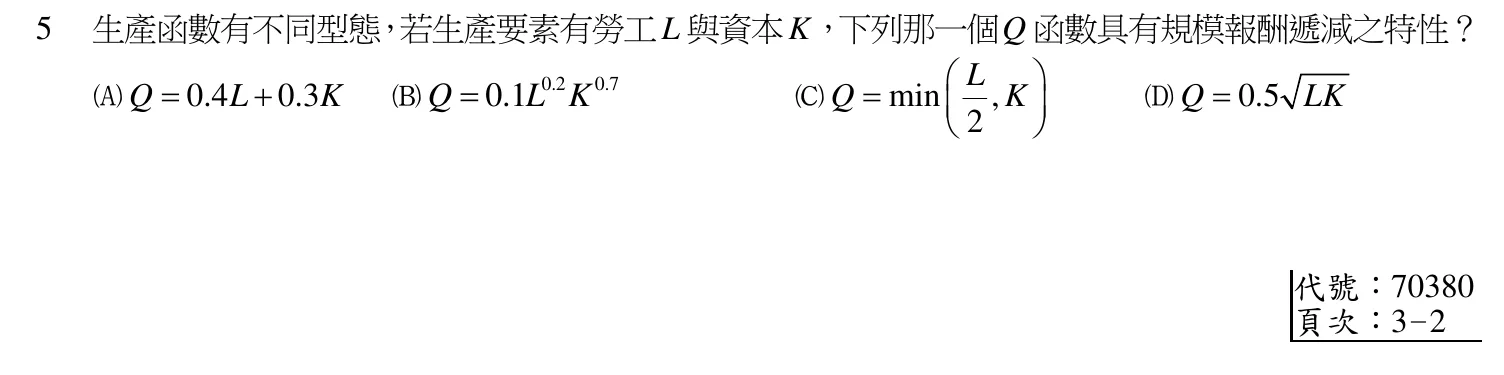 5 生產函數有不同型態，若生產要素有勞工L與資本K，下列那一個Q函數具有規模報酬遞減之特性？
(A) Q = 0.4L + 0.3K (B) Q = 0.1L^{0.2}K^{0.7} (C) Q = min(L/2, K) (D) Q = 0.5√LK
代號：70380
頁次：3－2